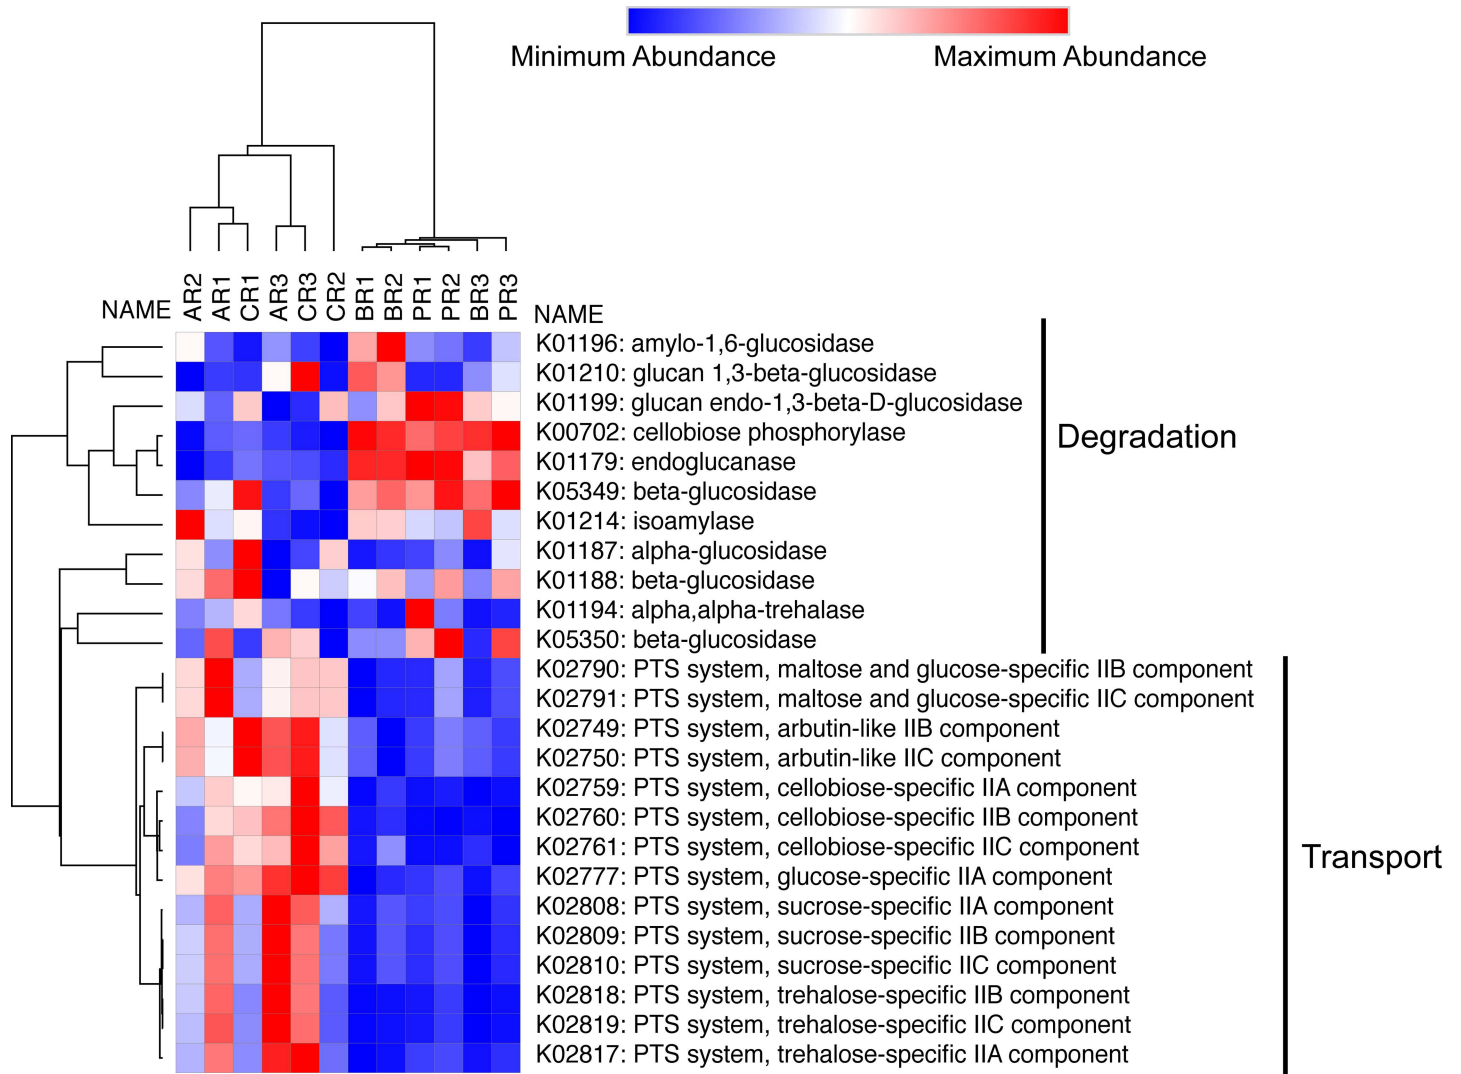 Minimum Abundance Maximum Abundance
AR2 AR1 CR1 AR3 CR3 CR2 BR1 BR2 PR1 PR2 BR3 PR3
NAME NAME
K01196: amylo-1,6-glucosidase
K01210: glucan 1,3-beta-glucosidase
K01199: glucan endo-1,3-beta-D-glucosidase
K00702: cellobiose phosphorylase
Degradation
K01179: endoglucanase
K05349: beta-glucosidase
K01214: isoamylase
K01187: alpha-glucosidase
K01188: beta-glucosidase
K01194: alpha,alpha-trehalase
K05350: beta-glucosidase
K02790: PTS system, maltose and glucose-specific IIB component
K02791: PTS system, maltose and glucose-specific IIC component
K02749: PTS system, arbutin-like IIB component
K02750: PTS system, arbutin-like IIC component
K02759: PTS system, cellobiose-specific IIA component
K02760: PTS system, cellobiose-specific IIB component
K02761: PTS system, cellobiose-specific IIC component
Transport
K02777: PTS system, glucose-specific IIA component
K02808: PTS system, sucrose-specific IIA component
K02809: PTS system, sucrose-specific IIB component
K02810: PTS system, sucrose-specific IIC component
K02818: PTS system, trehalose-specific IIB component
K02819: PTS system, trehalose-specific IIC component
K02817: PTS system, trehalose-specific IIA component